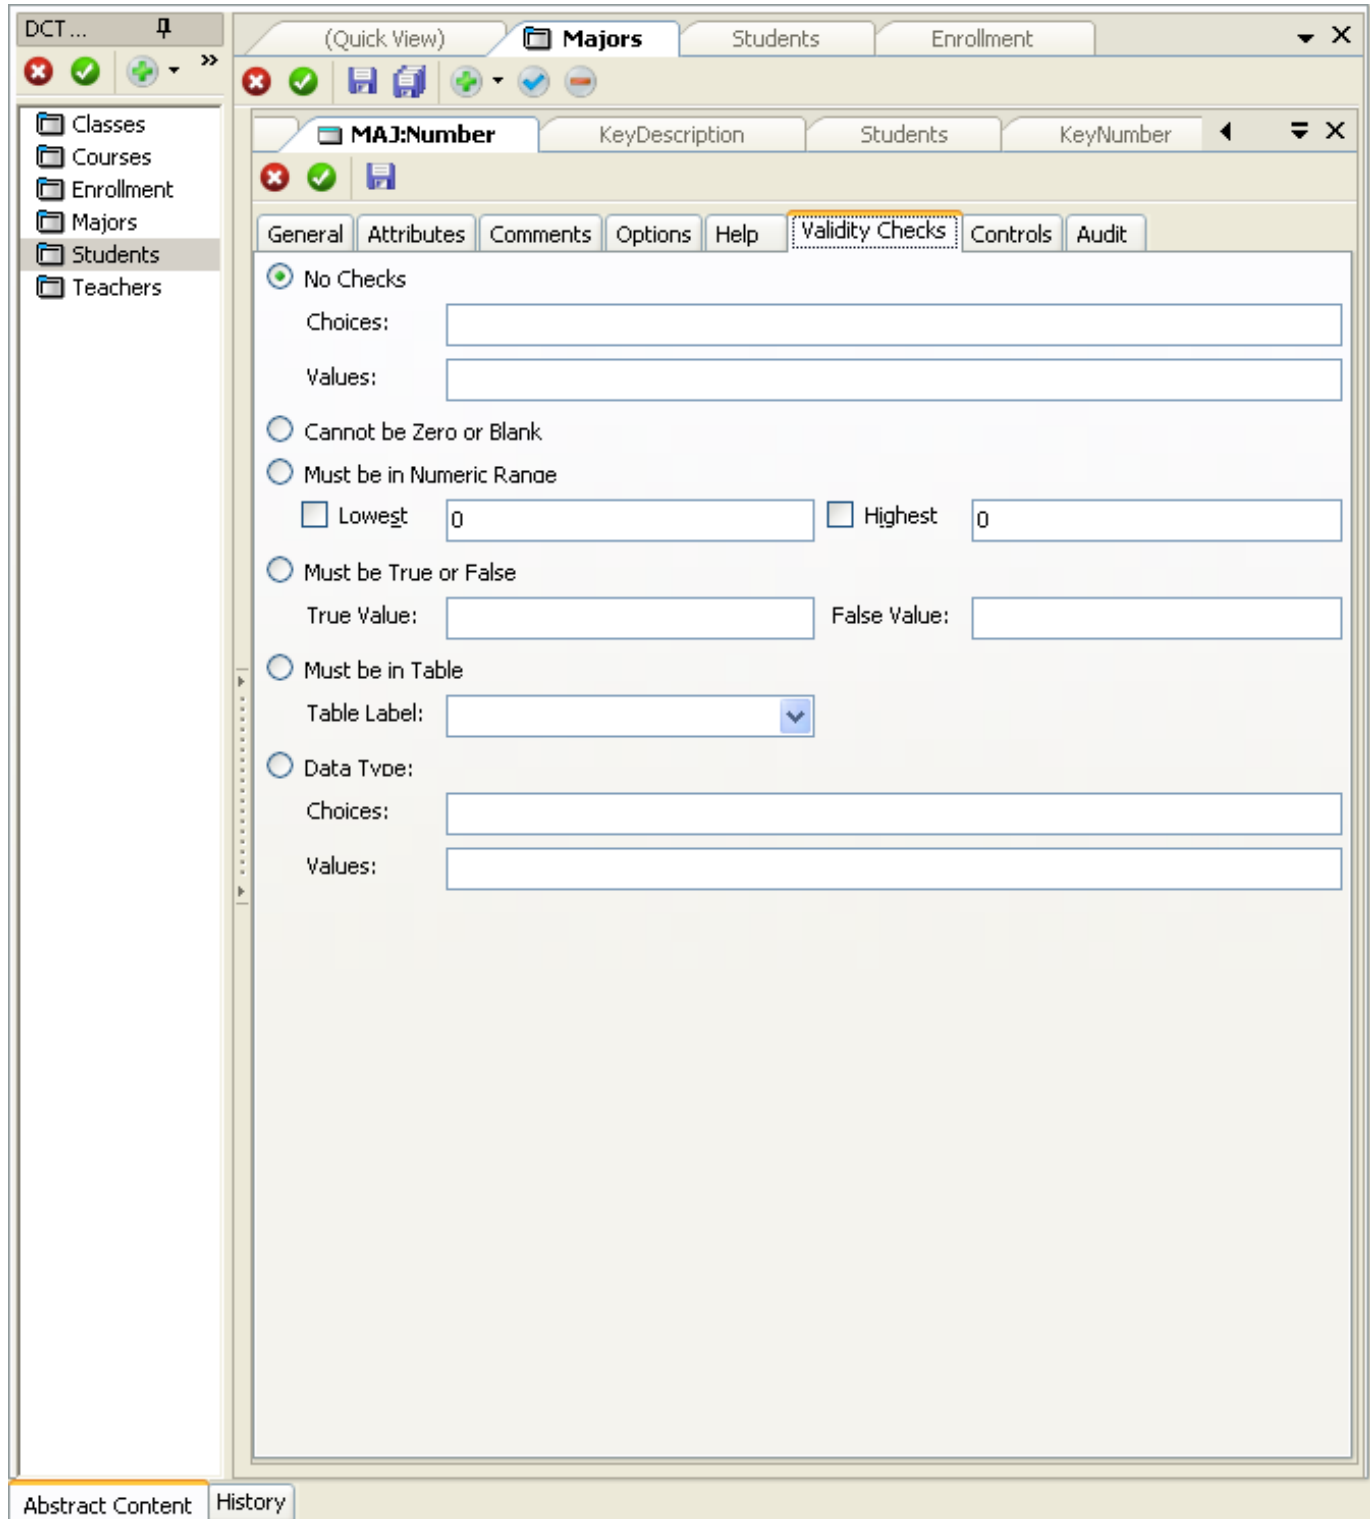 DCT ...
(Quick View) Majors Students Enrollment
Classes
Courses
Enrollment
Majors
Students
Teachers
MAJ:Number KeyDescription Students KeyNumber
General Attributes Comments Options Help Validity Checks Controls Audit
No Checks
Choices:
Values:
Cannot be Zero or Blank
Must be in Numeric Range
Lowest 0 Highest 0
Must be True or False
True Value: False Value:
Must be in Table
Table Label:
Data Type:
Choices:
Values:
Abstract Content History